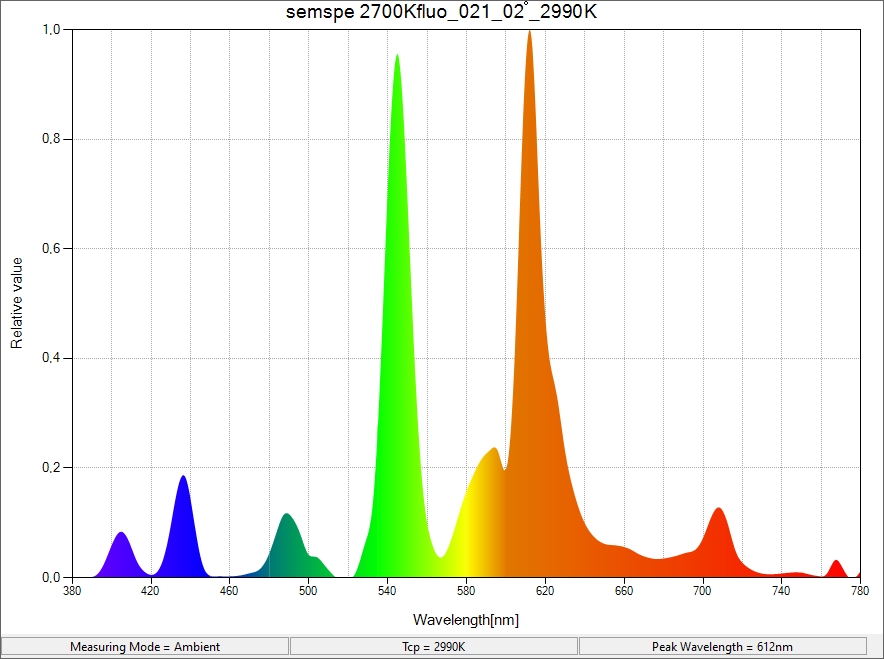 semspe 2700Kfluo_021_02°_2990K
1,0
0,8
0,6
0,4
0,2
0,0
Relative value
380 420 460 500 540 580 620 660 700 740 780
Wavelength[nm]
Measuring Mode = Ambient Tcp = 2990K Peak Wavelength = 612nm